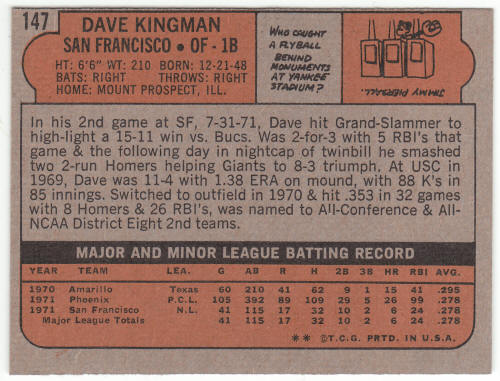 147
DAVE KINGMAN
SAN FRANCISCO • OF - 1B
HT: 6'6" WT: 210 BORN: 12-21-48
BATS: RIGHT THROWS: RIGHT
HOME: MOUNT PROSPECT, ILL.
WHO CAUGHT
A FLYBALL
BEHIND
MONUMENTS
AT YANKEE
STADIUM?
JIMMY PIERSALL.
In his 2nd game at SF, 7-31-71, Dave hit Grand-Slammer to
high-light a 15-11 win vs. Bucs. Was 2-for-3 with 5 RBI's that
game & the following day in nightcap of twinbill he smashed
two 2-run Homers helping Giants to 8-3 triumph. At USC in
1969, Dave was 11-4 with 1.38 ERA on mound, with 88 K's in
85 innings. Switched to outfield in 1970 & hit .353 in 32 games
with 8 Homers & 26 RBI's, was named to All-Conference & All-
NCAA District Eight 2nd teams.
MAJOR AND MINOR LEAGUE BATTING RECORD
YEAR TEAM LEA. G AB R H 2B 3B HR RBI AVG.
1970 Amarillo Texas 60 210 41 62 9 1 15 41 .295
1971 Phoenix P.C.L. 105 392 89 109 29 5 26 99 .278
1971 San Francisco N.L. 41 115 17 32 10 2 6 24 .278
Major League Totals 41 115 17 32 10 2 6 24 .278
** ©T.C.G. PRTD. IN U.S.A.